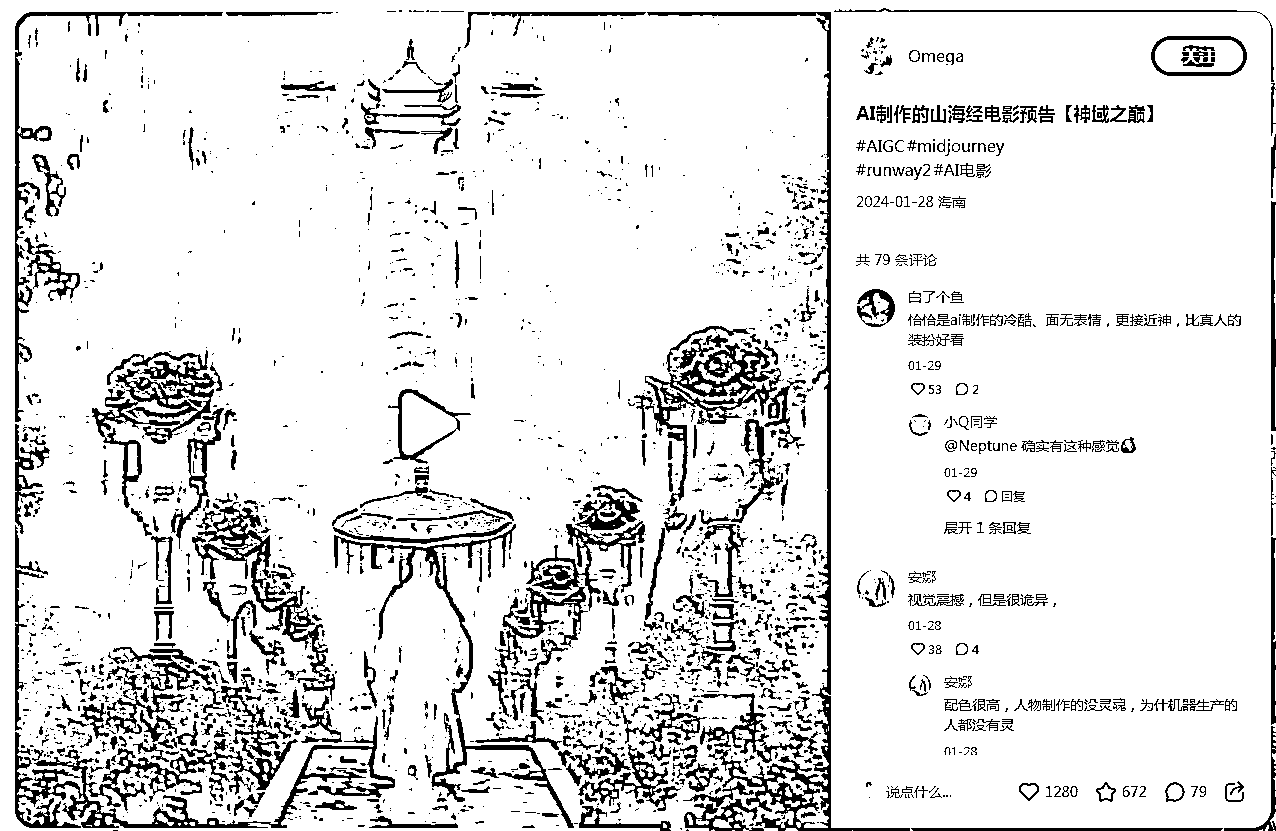 Omega
关注
AI制作的山海经电影预告【神域之巅】
#AIGC#midjourney
#runway2#AI电影
2024-01-28 海南
共 79 条评论
白了个鱼
恰恰是ai制作的冷酷、面无表情，更接近神，比真人的
装扮好看
01-29
53 2
小Q同学
@Neptune 确实有这种感觉
01-29
4 回复
展开 1 条回复
安娜
视觉震撼，但是很诡异，
01-28
38 4
安娜
配色很高，人物制作的没灵魂，为什机器生产的
人都没有灵
01-28
说点什么...
1280 672 79